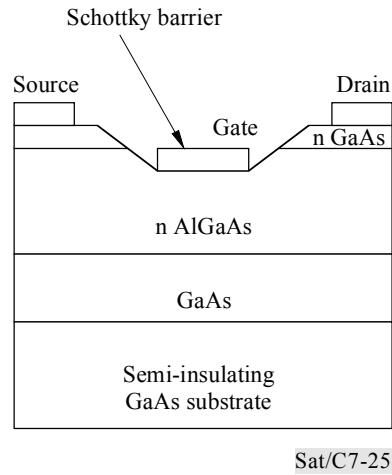 Schottky barrier
Source
Drain
Gate
n GaAs
n AlGaAs
GaAs
Semi-insulating
GaAs substrate
Sat/C7-25